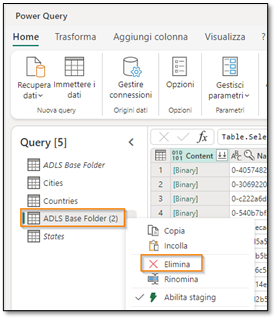 Power Query
Home Trasforma Aggiungi colonna Visualizza
Recupera dati Immettere i dati Gestire connessioni Opzioni Gestisci parametri
Nuova query Origini dati Parametri
Query [5]
Table.Sele
ADLS Base Folder
Cities
Countries
ADLS Base Folder (2)
States
Content
1 [Binary] 0-4057482
2 [Binary] 0-3069220
3 [Binary] 0-c222a6d
4 [Binary] 0-540b7bf
Copia
Incolla
Elimina
Rinomina
Abilita staging